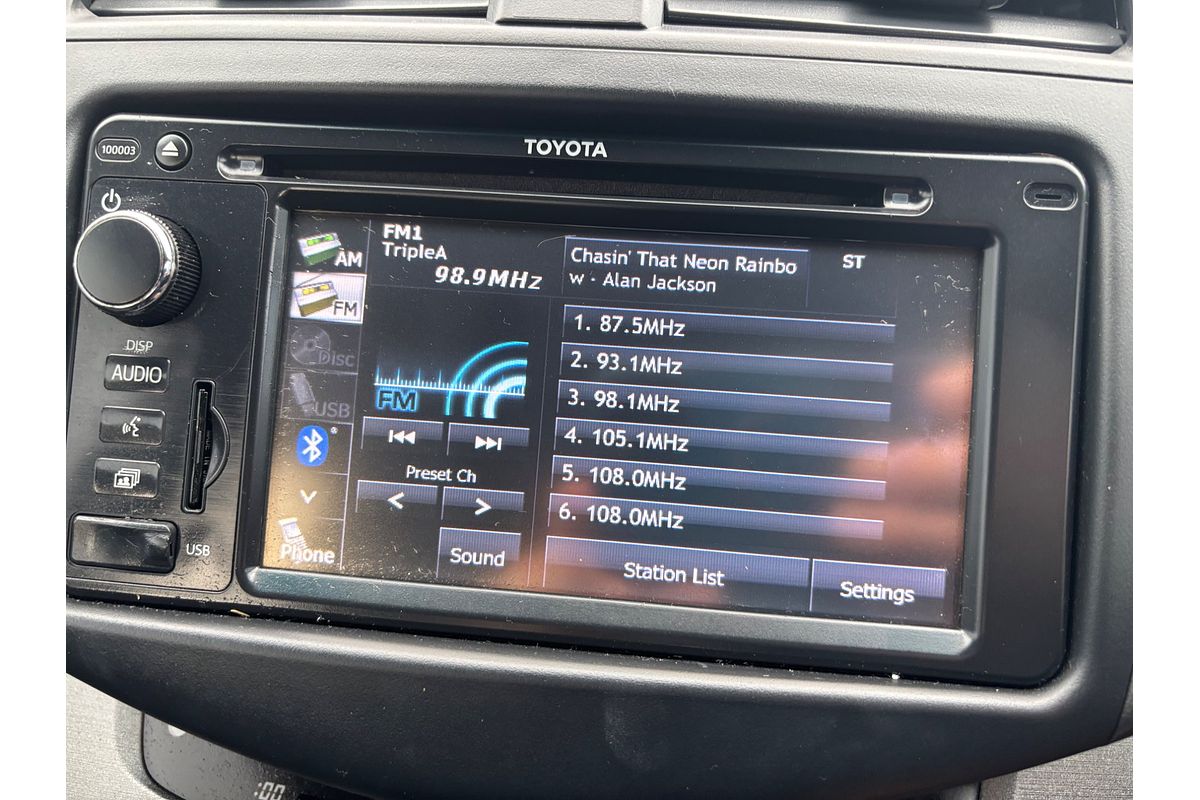 TOYOTA
100003
DISP
AUDIO
USB
AM
FM
DISC
USB
Phone
FM1
TripleA
98.9MHz
Chasin' That Neon Rainbo
w - Alan Jackson
ST
FM
Preset Ch
<
>
Sound
1. 87.5MHz
2. 93.1MHz
3. 98.1MHz
4. 105.1MHz
5. 108.0MHz
6. 108.0MHz
Station List
Settings
:00